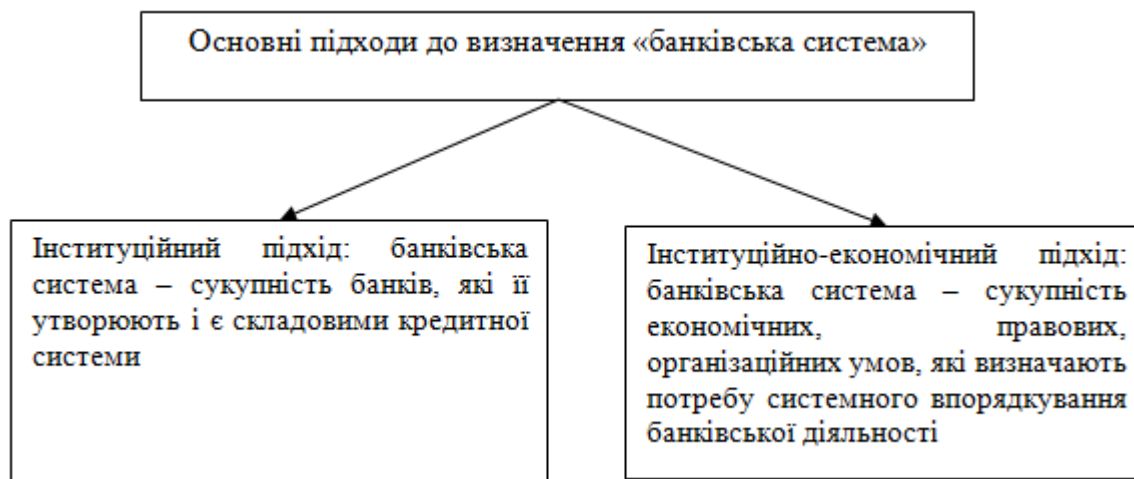 Основні підходи до визначення «банківська система»
Інституційний підхід: банківська
система – сукупність банків, які її
утворюють і є складовими кредитної
системи
Інституційно-економічний підхід:
банківська система – сукупність
економічних, правових,
організаційних умов, які визначають
потребу системного впорядкування
банківської діяльності